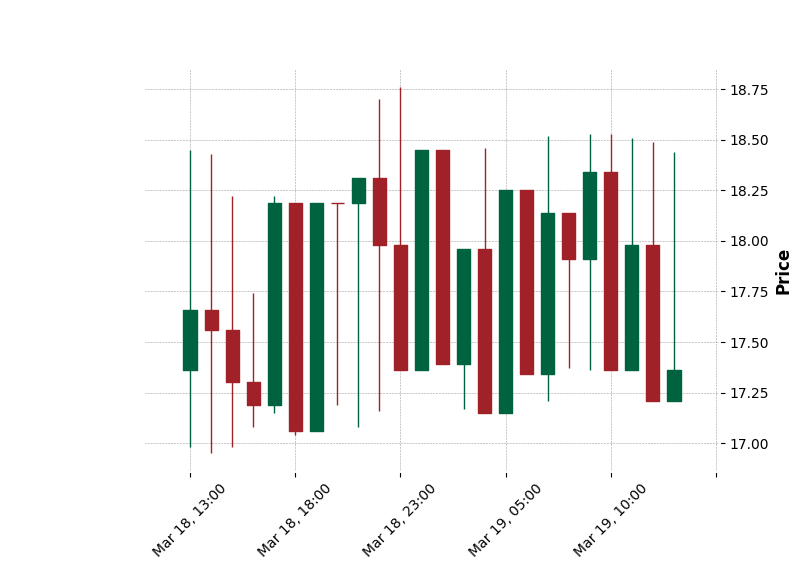 18.75
18.50
18.25
18.00
17.75
17.50
17.25
17.00
Price
Mar 18, 13:00
Mar 18, 18:00
Mar 18, 23:00
Mar 19, 05:00
Mar 19, 10:00